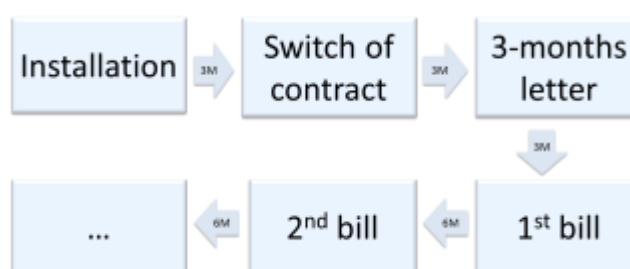 Installation
3M
Switch of
contract
3M
3-months
letter
3M
1st bill
6M
2nd bill
6M
...